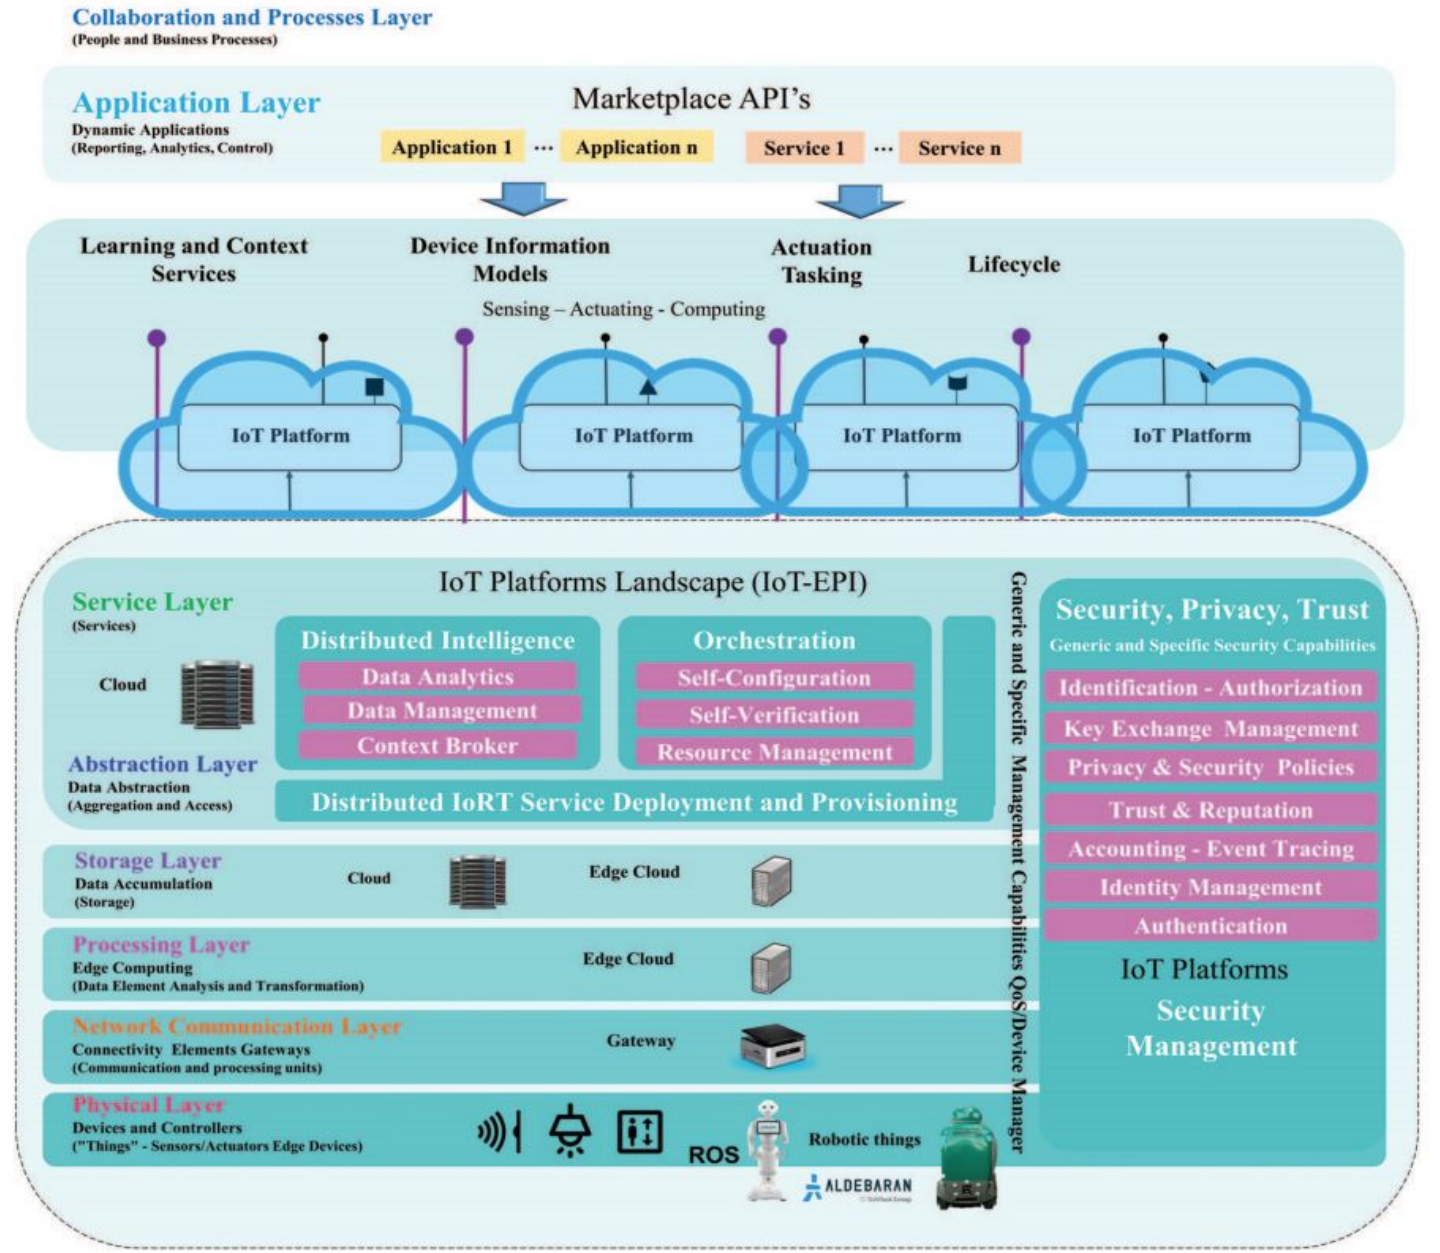 Collaboration and Processes Layer
(People and Business Processes)
Application Layer
Dynamic Applications
(Reporting, Analytics, Control)
Marketplace API's
Application 1
...
Application n
Service 1
...
Service n
Learning and Context
Services
Device Information
Models
Actuation
Tasking
Lifecycle
Sensing – Actuating - Computing
IoT Platform
IoT Platform
IoT Platform
IoT Platform
IoT Platforms Landscape (IoT-EPI)
Service Layer
(Services)
Cloud
Distributed Intelligence
Data Analytics
Data Management
Context Broker
Orchestration
Self-Configuration
Self-Verification
Resource Management
Abstraction Layer
Data Abstraction
(Aggregation and Access)
Distributed IoRT Service Deployment and Provisioning
Storage Layer
Data Accumulation
(Storage)
Cloud
Edge Cloud
Processing Layer
Edge Computing
(Data Element Analysis and Transformation)
Edge Cloud
Network Communication Layer
Connectivity Elements Gateways
(Communication and processing units)
Gateway
Physical Layer
Devices and Controllers
("Things" - Sensors/Actuators Edge Devices)
ROS
Robotic things
ALDEBARAN
Generic and Specific Management Capabilities QoS/Device Manager
Security, Privacy, Trust
Generic and Specific Security Capabilities
Identification - Authorization
Key Exchange Management
Privacy & Security Policies
Trust & Reputation
Accounting - Event Tracing
Identity Management
Authentication
IoT Platforms
Security
Management